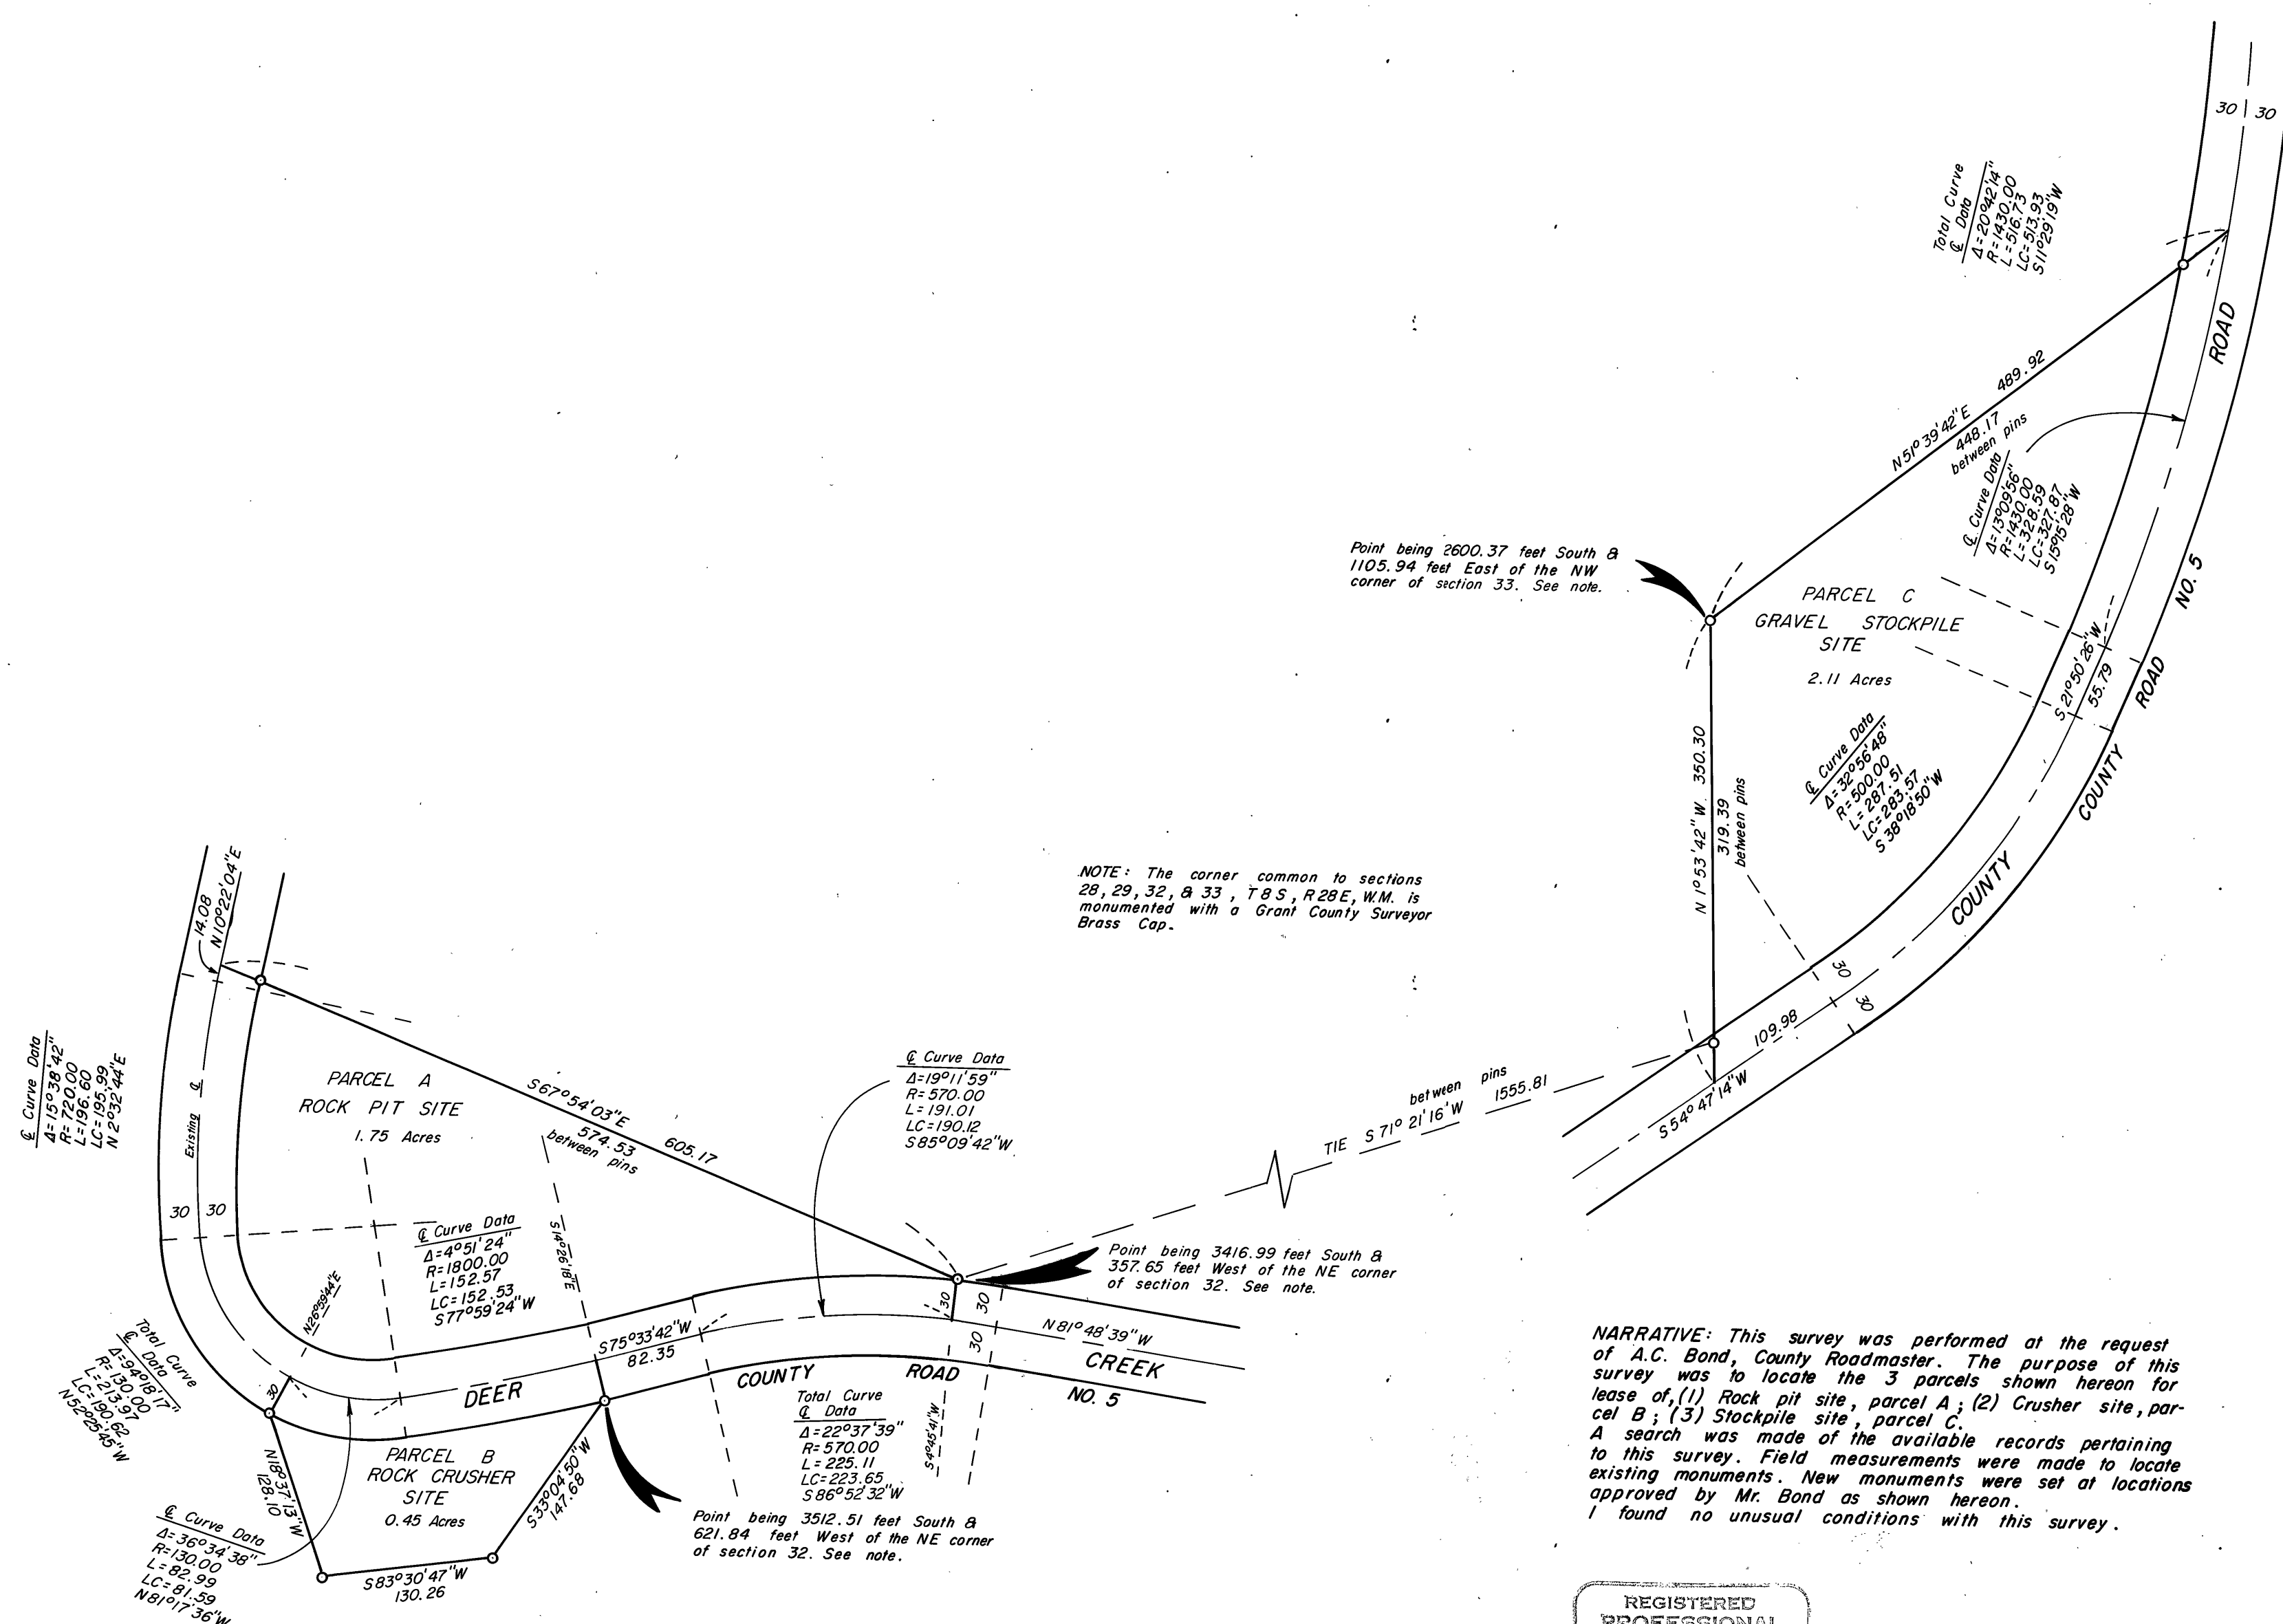 30 | 30
Total Curve
℄ Data
Δ=20°42'14"
R=1430.00
L=516.73
LC=513.93
S11°29'19"W
ROAD
489.92
N51°39'42"E
448.17
between pins
℄ Curve Data
Δ=13°09'56"
R=1430.00
L=328.59
LC=327.87
S15°15'28"W
NO. 5
ROAD
COUNTY
Point being 2600.37 feet South &
1105.94 feet East of the NW
corner of section 33. See note.
PARCEL C
GRAVEL STOCKPILE
SITE
2.11 Acres
S 21°50'26"W
55.79
N 1°53'42"W 350.30
319.39
between pins
℄ Curve Data
Δ=32°56'48"
R=500.00
L=287.51
LC=283.57
S 38°18'50"W
COUNTY
30
30
109.98
S54°47'14"W
NOTE: The corner common to sections
28, 29, 32, & 33, T8S, R28E, W.M. is
monumented with a Grant County Surveyor
Brass Cap.
14.08
N10°22'04"E
℄ Curve Data
Δ=15°38'42"
R=720.00
L=196.60
LC=195.99
N 2°32'44"E
Existing ℄
PARCEL A
ROCK PIT SITE
1.75 Acres
S67°54'03"E
574.53 605.17
between pins
℄ Curve Data
Δ=19°11'59"
R=570.00
L=191.01
LC=190.12
S85°09'42"W
between pins
TIE S 71° 21'16'W 1555.81
30 30
℄ Curve Data
Δ=4°51'24"
R=1800.00
L=152.57
LC=152.53
S77°59'24"W
S14°26'18"E
N26°59'44"E
Point being 3416.99 feet South &
357.65 feet West of the NE corner
of section 32. See note.
30
30
30
N81°48'39"W
CREEK
S75°33'42"W
82.35
DEER
COUNTY ROAD
NO. 5
Total Curve
℄ Data
Δ=94°18'17"
R=130.00
L=213.97
LC=190.62
N52°25'45"W
30
Total Curve
℄ Data
Δ=22°37'39"
R=570.00
L=225.11
LC=223.65
S86°52'32"W
S4°45'41"W
PARCEL B
ROCK CRUSHER
SITE
0.45 Acres
N18°37'13"W
128.10
S33°04'50"W
147.68
S83°30'47"W
130.26
℄ Curve Data
Δ=36°34'38"
R=130.00
L=82.99
LC=81.59
N81°17'36"W
Point being 3512.51 feet South &
621.84 feet West of the NE corner
of section 32. See note.
NARRATIVE: This survey was performed at the request
of A.C. Bond, County Roadmaster. The purpose of this
survey was to locate the 3 parcels shown hereon for
lease of,(1) Rock pit site, parcel A; (2) Crusher site, par-
cel B; (3) Stockpile site, parcel C.
A search was made of the available records pertaining
to this survey. Field measurements were made to locate
existing monuments. New monuments were set at locations
approved by Mr. Bond as shown hereon.
I found no unusual conditions with this survey.
REGISTERED
PROFESSIONAL